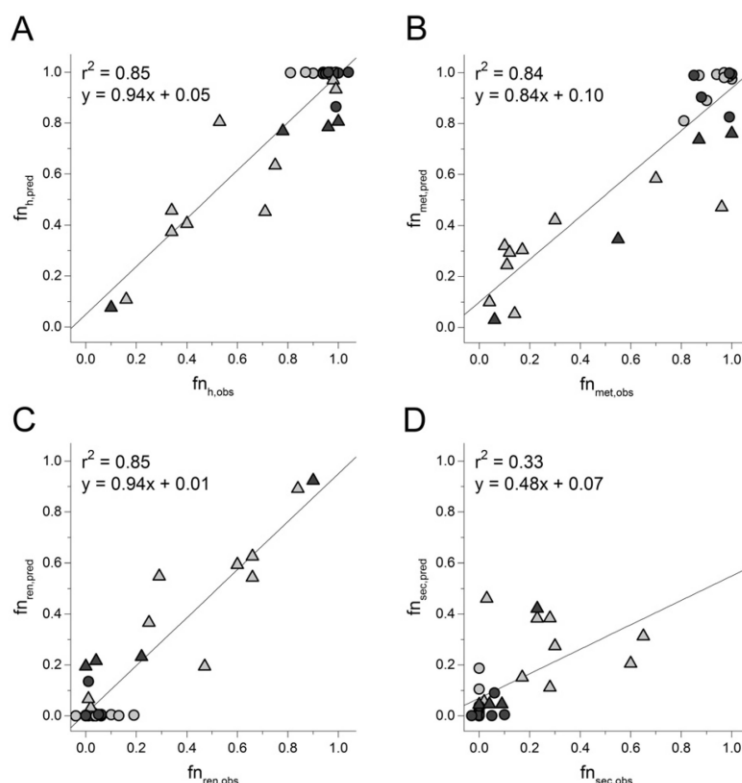 A
r² = 0.85
y = 0.94x + 0.05
fn_h,pred
1.0
0.8
0.6
0.4
0.2
0.0
0.0 0.2 0.4 0.6 0.8 1.0
fn_h,obs
B
r² = 0.84
y = 0.84x + 0.10
fn_met,pred
1.0
0.8
0.6
0.4
0.2
0.0
0.0 0.2 0.4 0.6 0.8 1.0
fn_met,obs
C
r² = 0.85
y = 0.94x + 0.01
fn_ren,pred
1.0
0.8
0.6
0.4
0.2
0.0
0.0 0.2 0.4 0.6 0.8 1.0
fn_ren,obs
D
r² = 0.33
y = 0.48x + 0.07
fn_sec,pred
1.0
0.8
0.6
0.4
0.2
0.0
0.0 0.2 0.4 0.6 0.8 1.0
fn_sec,obs